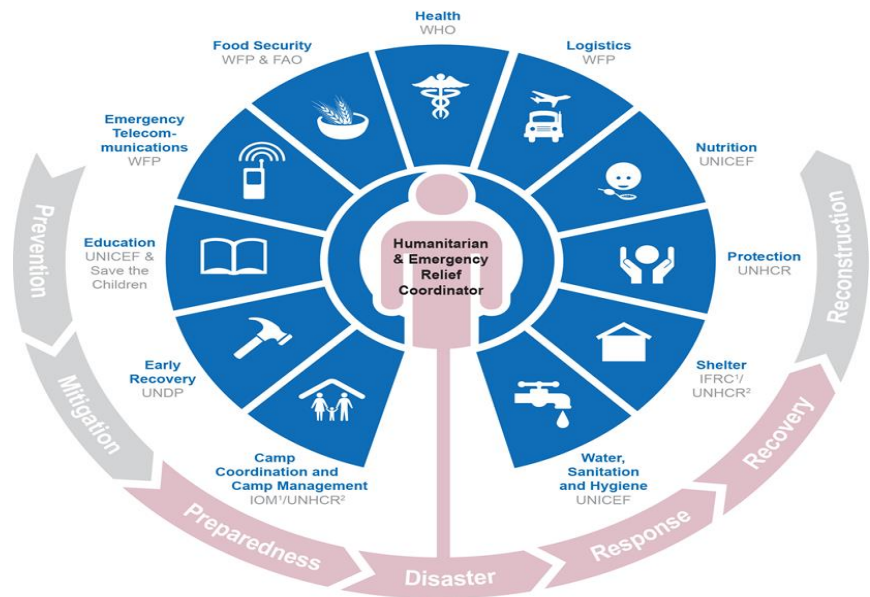 Health
WHO
Food Security
WFP & FAO
Logistics
WFP
Emergency
Telecom-
munications
WFP
Nutrition
UNICEF
Education
UNICEF &
Save the
Children
Humanitarian
& Emergency
Relief
Coordinator
Protection
UNHCR
Early
Recovery
UNDP
Shelter
IFRC¹/
UNHCR²
Camp
Coordination and
Camp Management
IOM¹/UNHCR²
Water,
Sanitation
and Hygiene
UNICEF
Prevention
Mitigation
Preparedness
Disaster
Response
Recovery
Reconstruction